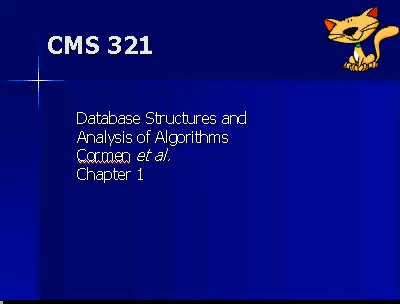 CMS 321
Database Structures and
Analysis of Algorithms
Cormen et al.
Chapter 1